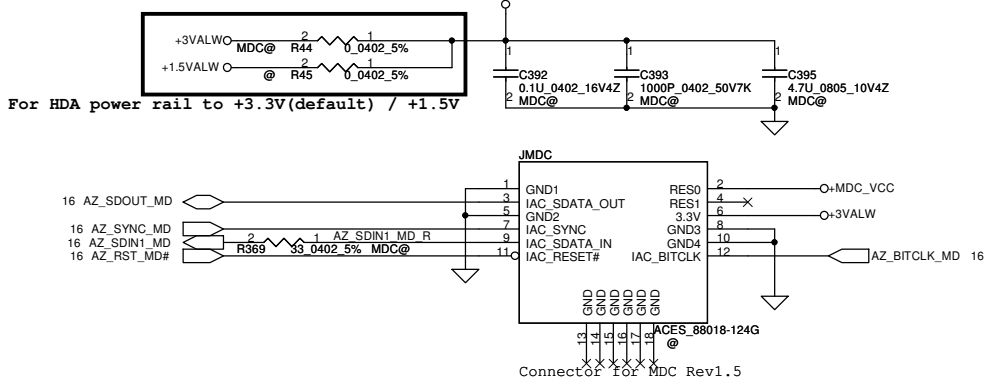 +3VALW MDC@ 2 R44 1 0_0402_5%
+1.5VALW @ 2 R45 1 0_0402_5%
For HDA power rail to +3.3V(default) / +1.5V
1 C392 0.1U_0402_16V4Z 2 MDC@
1 C393 1000P_0402_50V7K 2 MDC@
1 C395 4.7U_0805_10V4Z 2 MDC@
JMDC
1 GND1 RES0 2 +MDC_VCC
16 AZ_SDOUT_MD 3 IAC_SDATA_OUT RES1 4
5 GND2 3.3V 6 +3VALW
16 AZ_SYNC_MD 7 IAC_SYNC GND3 8
16 AZ_SDIN1_MD 2 R369 1 33_0402_5% MDC@ AZ_SDIN1_MD_R 9 IAC_SDATA_IN GND4 10
16 AZ_RST_MD# 11 IAC_RESET# IAC_BITCLK 12 AZ_BITCLK_MD 16
GND GND GND GND GND GND
13 14 15 16 17 18
ACES_88018-124G
@
Connector for MDC Rev1.5